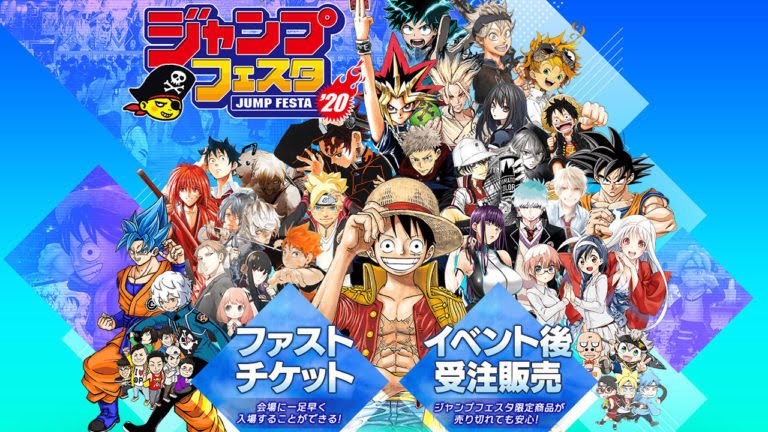 ジャンプ
フェスタ
JUMP FESTA
'20
ファスト
チケット
会場に一足早く
入場することができる!
イベント後
受注販売
ジャンプフェスタ限定商品が
売り切れても安心!